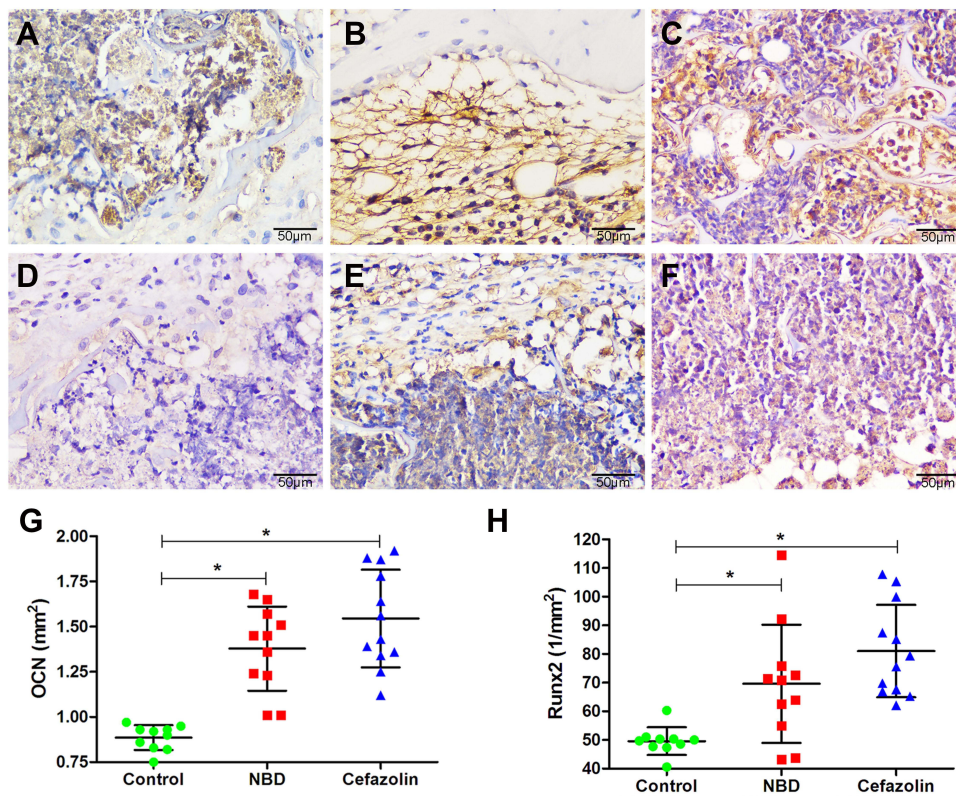 A
B
C
50μm
50μm
50μm
D
E
F
50μm
50μm
50μm
G
H
OCN (mm²)
2.00
1.75
1.50
1.25
1.00
0.75
*
*
Control NBD Cefazolin
Runx2 (1/mm²)
120
110
100
90
80
70
60
50
40
*
*
Control NBD Cefazolin